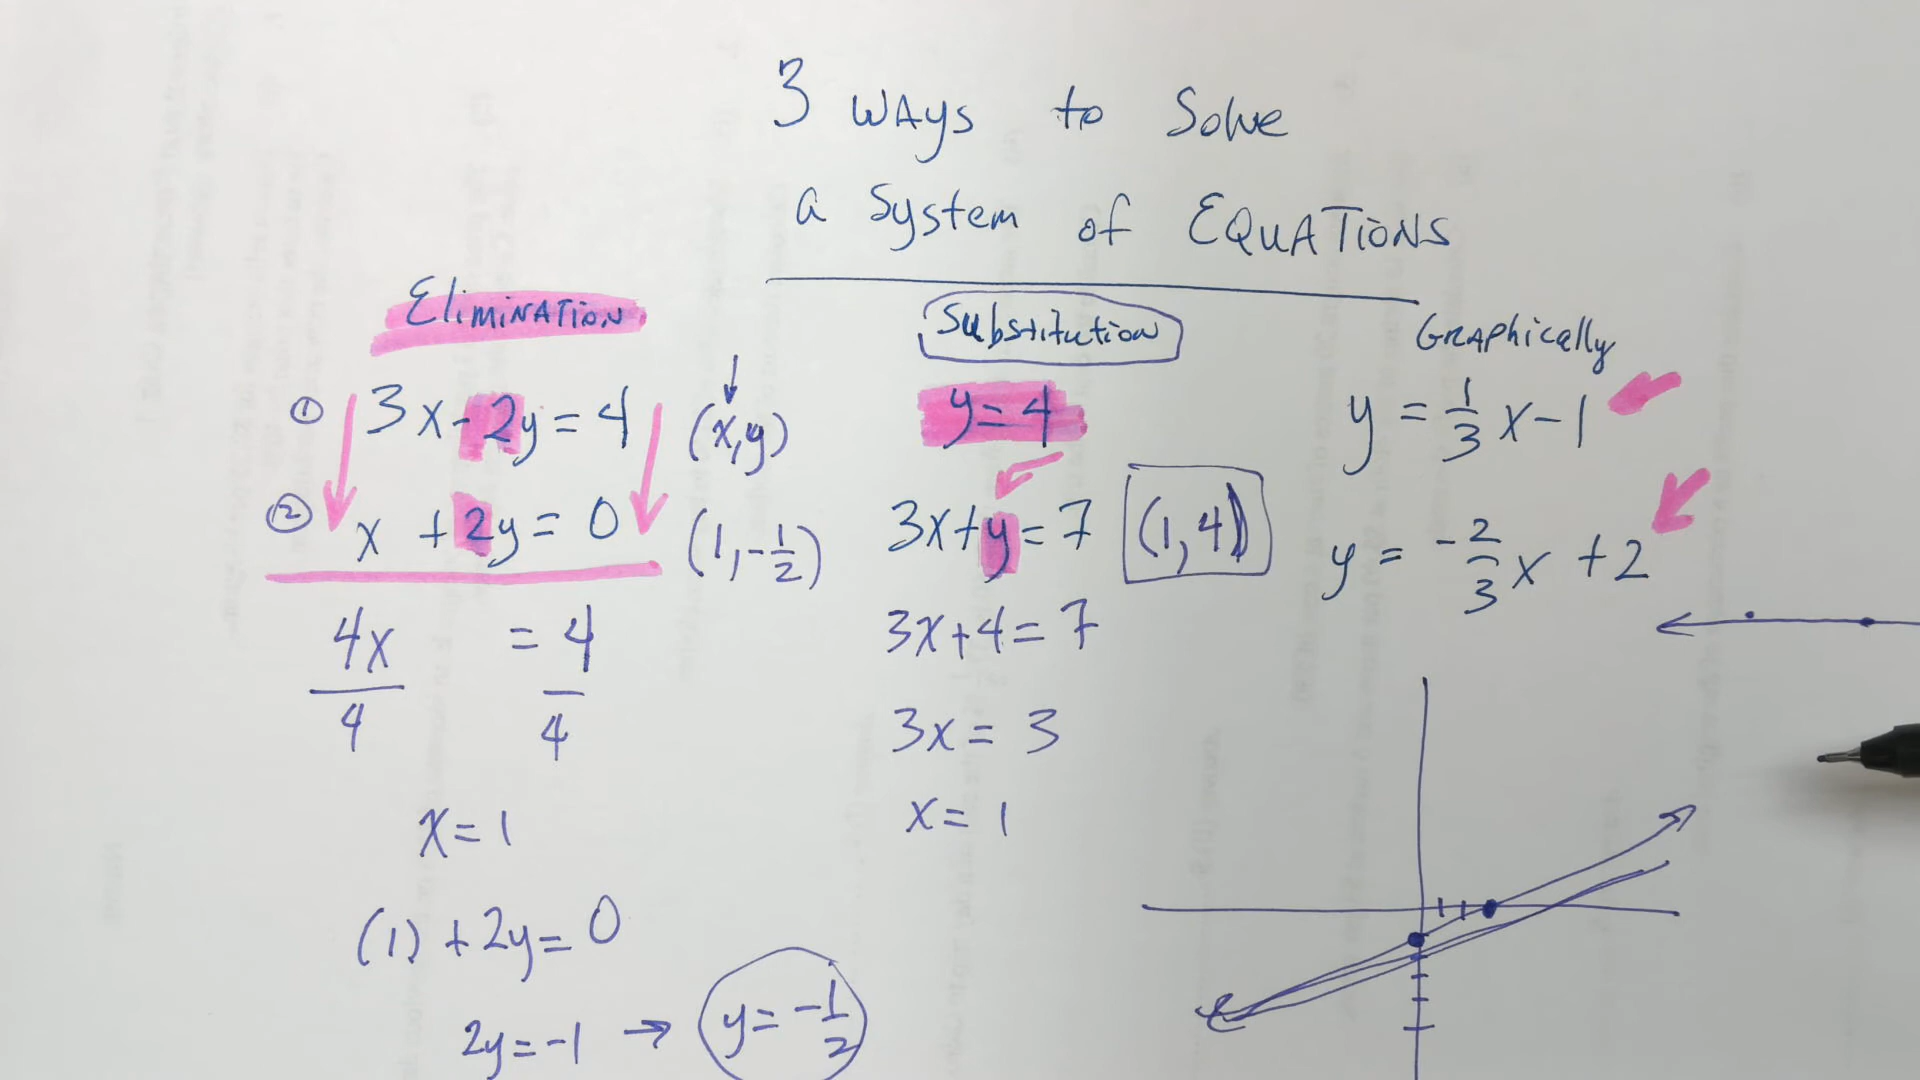 3 WAys to Solve
a System of EQUATiONS
EliMiNATioN
① 3x-2y=4
(x,y)
② x +2y=0
(1,-1/2)
4x = 4
4 4
x=1
(1)+2y=0
2y=-1 → y=-1/2
Substitution
y=4
3x+y=7
(1,4)
3x+4=7
3x=3
x=1
GRAPhically
y=1/3x-1
y=-2/3x+2